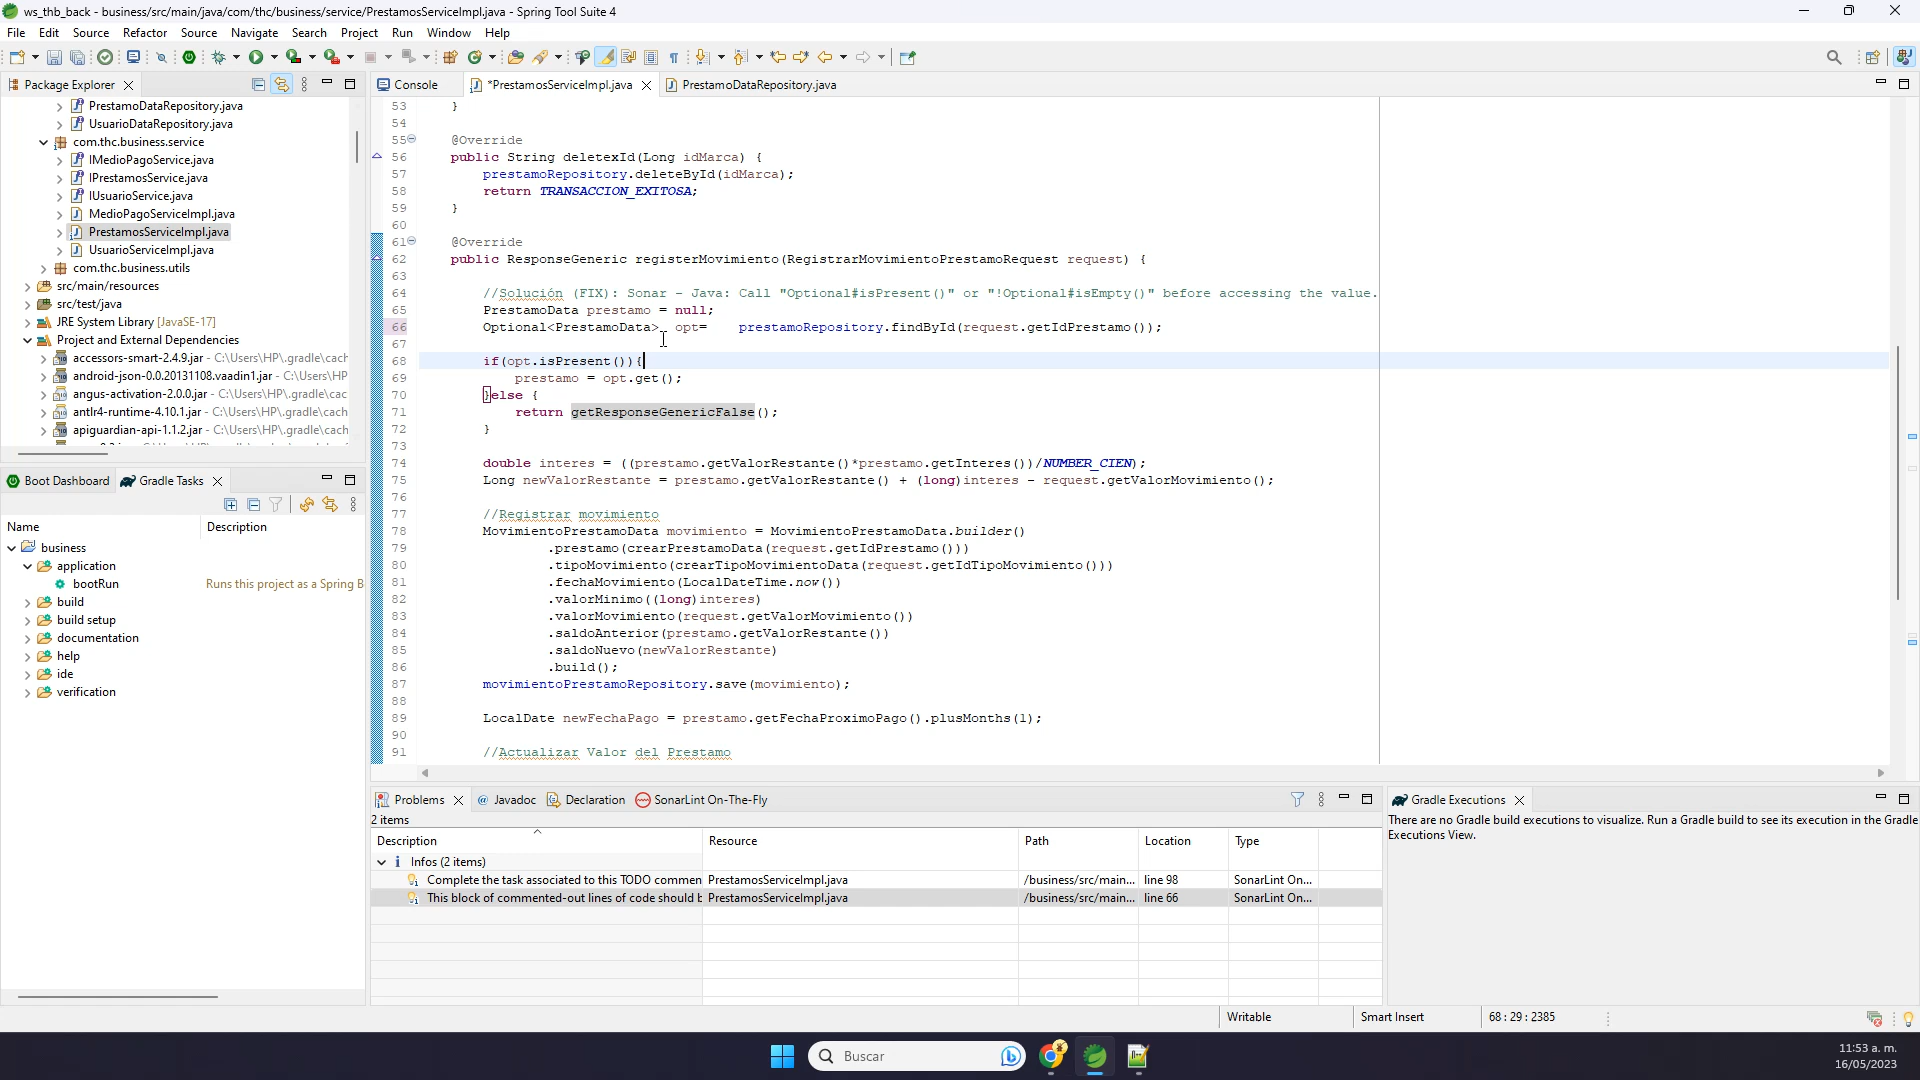 ws_thb_back - business/src/main/java/com/thc/business/service/PrestamosServiceImpl.java - Spring Tool Suite 4
File Edit Source Refactor Source Navigate Search Project Run Window Help
Package Explorer
PrestamoDataRepository.java
UsuarioDataRepository.java
com.thc.business.service
IMedioPagoService.java
IPrestamosService.java
IUsuarioService.java
MedioPagoServiceImpl.java
PrestamosServiceImpl.java
UsuarioServiceImpl.java
com.thc.business.utils
src/main/resources
src/test/java
JRE System Library [JavaSE-17]
Project and External Dependencies
accessors-smart-2.4.9.jar - C:\Users\HP\.gradle\cach
android-json-0.0.20131108.vaadin1.jar - C:\Users\HP
angus-activation-2.0.0.jar - C:\Users\HP\.gradle\cac
antlr4-runtime-4.10.1.jar - C:\Users\HP\.gradle\cach
apiguardian-api-1.1.2.jar - C:\Users\HP\.gradle\cach
Boot Dashboard Gradle Tasks
Name Description
business
application
bootRun Runs this project as a Spring B
build
build setup
documentation
help
ide
verification
Console *PrestamosServiceImpl.java PrestamoDataRepository.java
53 }
54
55 @Override
56 public String deletexId(Long idMarca) {
57 prestamoRepository.deleteById(idMarca);
58 return TRANSACCION_EXITOSA;
59 }
60
61 @Override
62 public ResponseGeneric registerMovimiento(RegistrarMovimientoPrestamoRequest request) {
63
64 //Solución (FIX): Sonar - Java: Call "Optional#isPresent()" or "!Optional#isEmpty()" before accessing the value.
65 PrestamoData prestamo = null;
66 Optional<PrestamoData> opt= prestamoRepository.findById(request.getIdPrestamo());
67
68 if(opt.isPresent()){
69 prestamo = opt.get();
70 }else {
71 return getResponseGenericFalse();
72 }
73
74 double interes = ((prestamo.getValorRestante()*prestamo.getInteres())/NUMBER_CIEN);
75 Long newValorRestante = prestamo.getValorRestante() + (long)interes - request.getValorMovimiento();
76
77 //Registrar movimiento
78 MovimientoPrestamoData movimiento = MovimientoPrestamoData.builder()
79 .prestamo(crearPrestamoData(request.getIdPrestamo()))
80 .tipoMovimiento(crearTipoMovimientoData(request.getIdTipoMovimiento()))
81 .fechaMovimiento(LocalDateTime.now())
82 .valorMinimo((long)interes)
83 .valorMovimiento(request.getValorMovimiento())
84 .saldoAnterior(prestamo.getValorRestante())
85 .saldoNuevo(newValorRestante)
86 .build();
87 movimientoPrestamoRepository.save(movimiento);
88
89 LocalDate newFechaPago = prestamo.getFechaProximoPago().plusMonths(1);
90
91 //Actualizar Valor del Prestamo
Problems Javadoc Declaration SonarLint On-The-Fly
2 items
Description Resource Path Location Type
Infos (2 items)
Complete the task associated to this TODO commen PrestamosServiceImpl.java /business/src/main... line 98 SonarLint On...
This block of commented-out lines of code should b PrestamosServiceImpl.java /business/src/main... line 66 SonarLint On...
Gradle Executions
There are no Gradle build executions to visualize. Run a Gradle build to see its execution in the Gradle
Executions View.
Writable Smart Insert 68 : 29 : 2385
Buscar
11:53 a. m.
16/05/2023